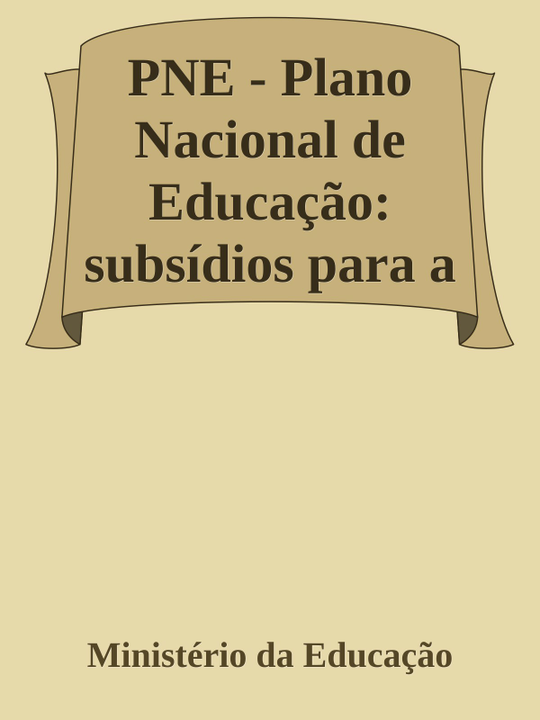 PNE - Plano
Nacional de
Educação:
subsídios para a
Ministério da Educação